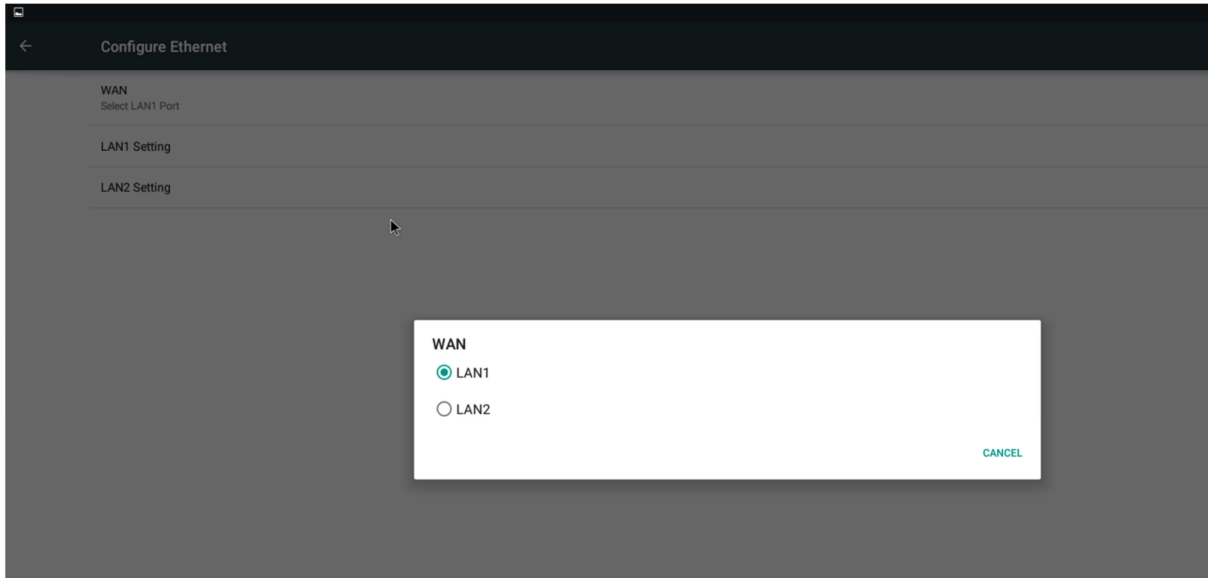 Configure Ethernet
WAN
Select LAN1 Port
LAN1 Setting
LAN2 Setting
WAN
LAN1
LAN2
CANCEL